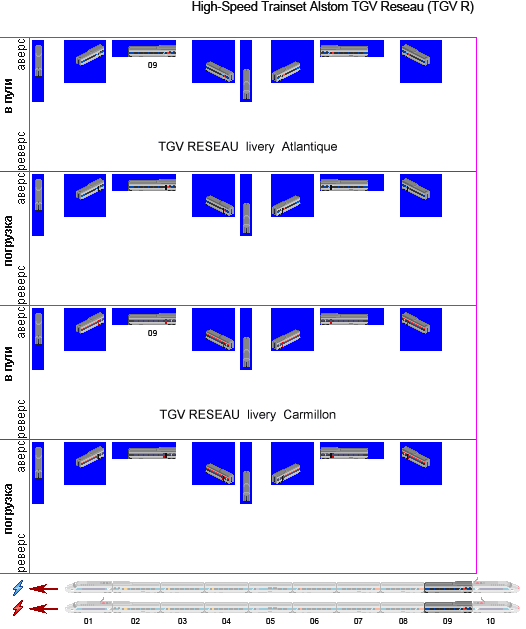 High-Speed Trainset Alstom TGV Reseau (TGV R)
в пути
аверс
реверс
09
TGV RESEAU livery Atlantique
погрузка
аверс
реверс
в пути
аверс
реверс
09
TGV RESEAU livery Carmillon
погрузка
аверс
реверс
01 02 03 04 05 06 07 08 09 10